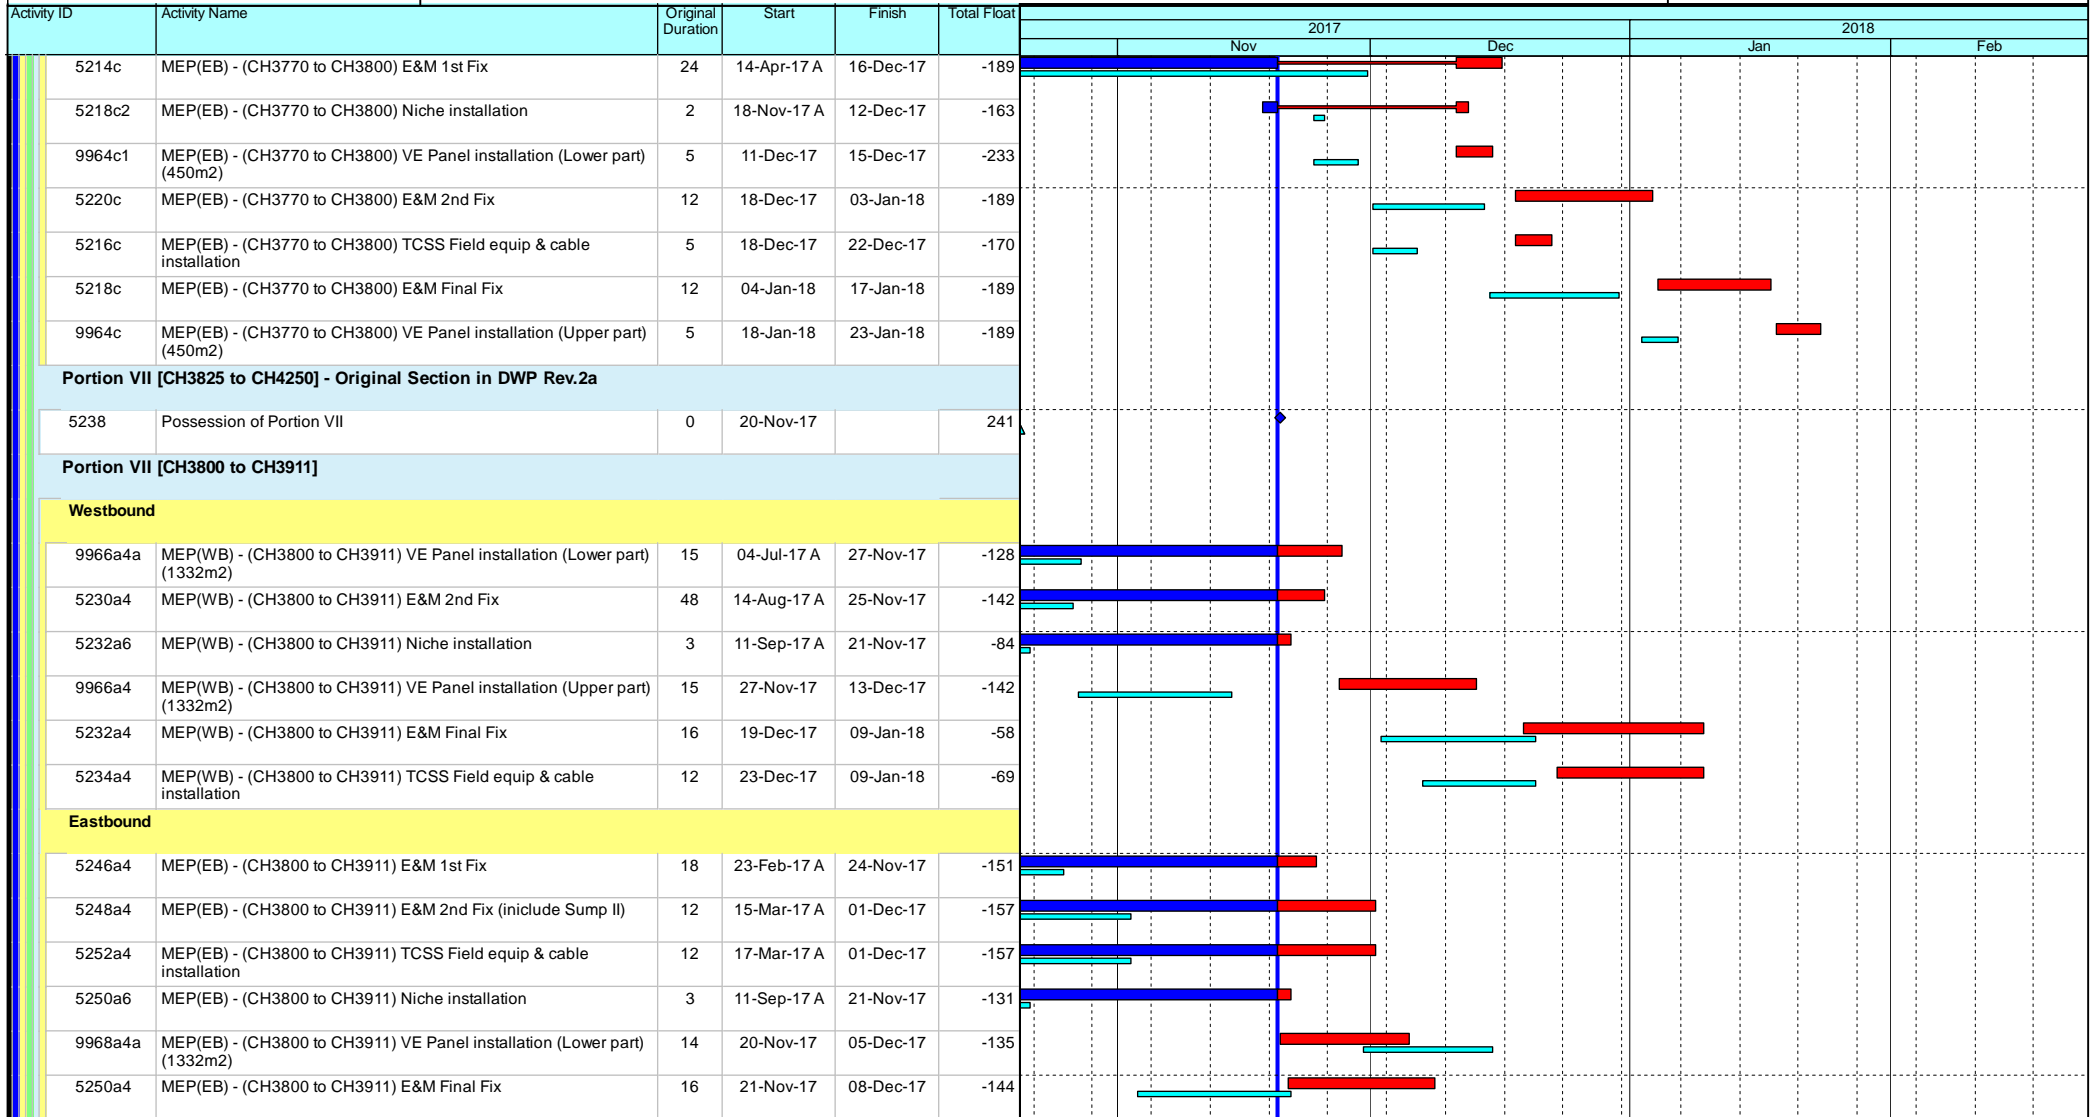 Activity ID Activity Name Original Duration Start Finish Total Float
2017 2018
Nov Dec Jan Feb
5214c MEP(EB) - (CH3770 to CH3800) E&M 1st Fix 24 14-Apr-17 A 16-Dec-17 -189
5218c2 MEP(EB) - (CH3770 to CH3800) Niche installation 2 18-Nov-17 A 12-Dec-17 -163
9964c1 MEP(EB) - (CH3770 to CH3800) VE Panel installation (Lower part) 5 11-Dec-17 15-Dec-17 -233
(450m2)
5220c MEP(EB) - (CH3770 to CH3800) E&M 2nd Fix 12 18-Dec-17 03-Jan-18 -189
5216c MEP(EB) - (CH3770 to CH3800) TCSS Field equip & cable 5 18-Dec-17 22-Dec-17 -170
installation
5218c MEP(EB) - (CH3770 to CH3800) E&M Final Fix 12 04-Jan-18 17-Jan-18 -189
9964c MEP(EB) - (CH3770 to CH3800) VE Panel installation (Upper part) 5 18-Jan-18 23-Jan-18 -189
(450m2)
Portion VII [CH3825 to CH4250] - Original Section in DWP Rev.2a
5238 Possession of Portion VII 0 20-Nov-17 241
Portion VII [CH3800 to CH3911]
Westbound
9966a4a MEP(WB) - (CH3800 to CH3911) VE Panel installation (Lower part) 15 04-Jul-17 A 27-Nov-17 -128
(1332m2)
5230a4 MEP(WB) - (CH3800 to CH3911) E&M 2nd Fix 48 14-Aug-17 A 25-Nov-17 -142
5232a6 MEP(WB) - (CH3800 to CH3911) Niche installation 3 11-Sep-17 A 21-Nov-17 -84
9966a4 MEP(WB) - (CH3800 to CH3911) VE Panel installation (Upper part) 15 27-Nov-17 13-Dec-17 -142
(1332m2)
5232a4 MEP(WB) - (CH3800 to CH3911) E&M Final Fix 16 19-Dec-17 09-Jan-18 -58
5234a4 MEP(WB) - (CH3800 to CH3911) TCSS Field equip & cable 12 23-Dec-17 09-Jan-18 -69
installation
Eastbound
5246a4 MEP(EB) - (CH3800 to CH3911) E&M 1st Fix 18 23-Feb-17 A 24-Nov-17 -151
5248a4 MEP(EB) - (CH3800 to CH3911) E&M 2nd Fix (iniclude Sump II) 12 15-Mar-17 A 01-Dec-17 -157
5252a4 MEP(EB) - (CH3800 to CH3911) TCSS Field equip & cable 12 17-Mar-17 A 01-Dec-17 -157
installation
5250a6 MEP(EB) - (CH3800 to CH3911) Niche installation 3 11-Sep-17 A 21-Nov-17 -131
9968a4a MEP(EB) - (CH3800 to CH3911) VE Panel installation (Lower part) 14 20-Nov-17 05-Dec-17 -135
(1332m2)
5250a4 MEP(EB) - (CH3800 to CH3911) E&M Final Fix 16 21-Nov-17 08-Dec-17 -144